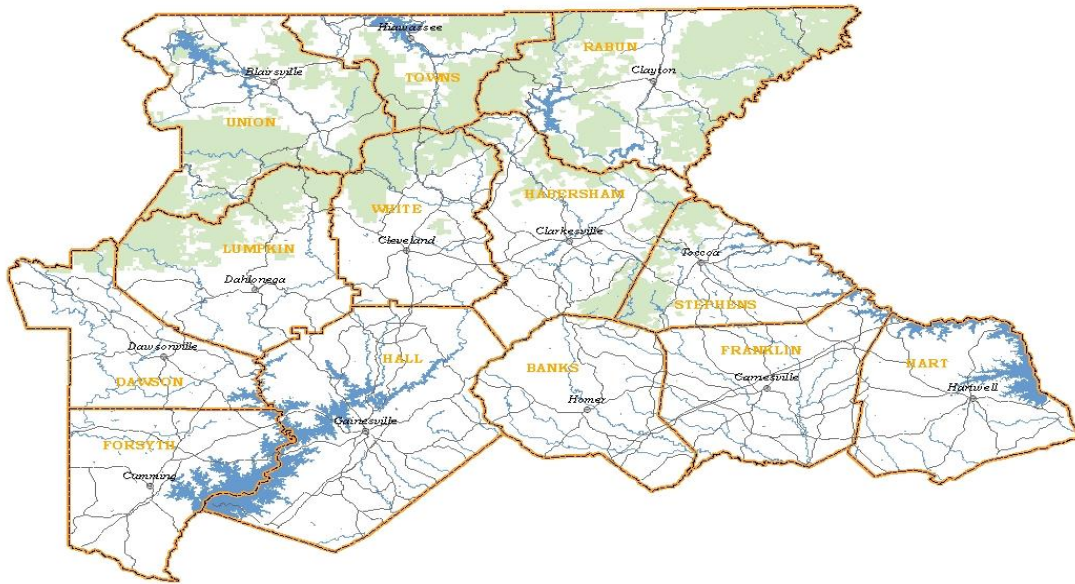 Hiawassee
RABUN
Blairsville
TOWNS
Clayton
UNION
HABERSHAM
WHITE
Clarkesville
Cleveland
LUMPKIN
Toccoa
Dahlonega
STEPHENS
Dawsonville
HALL
FRANKLIN
HART
BANKS
DAWSON
Carnesville
Hartwell
Homer
Gainesville
FORSYTH
Cumming